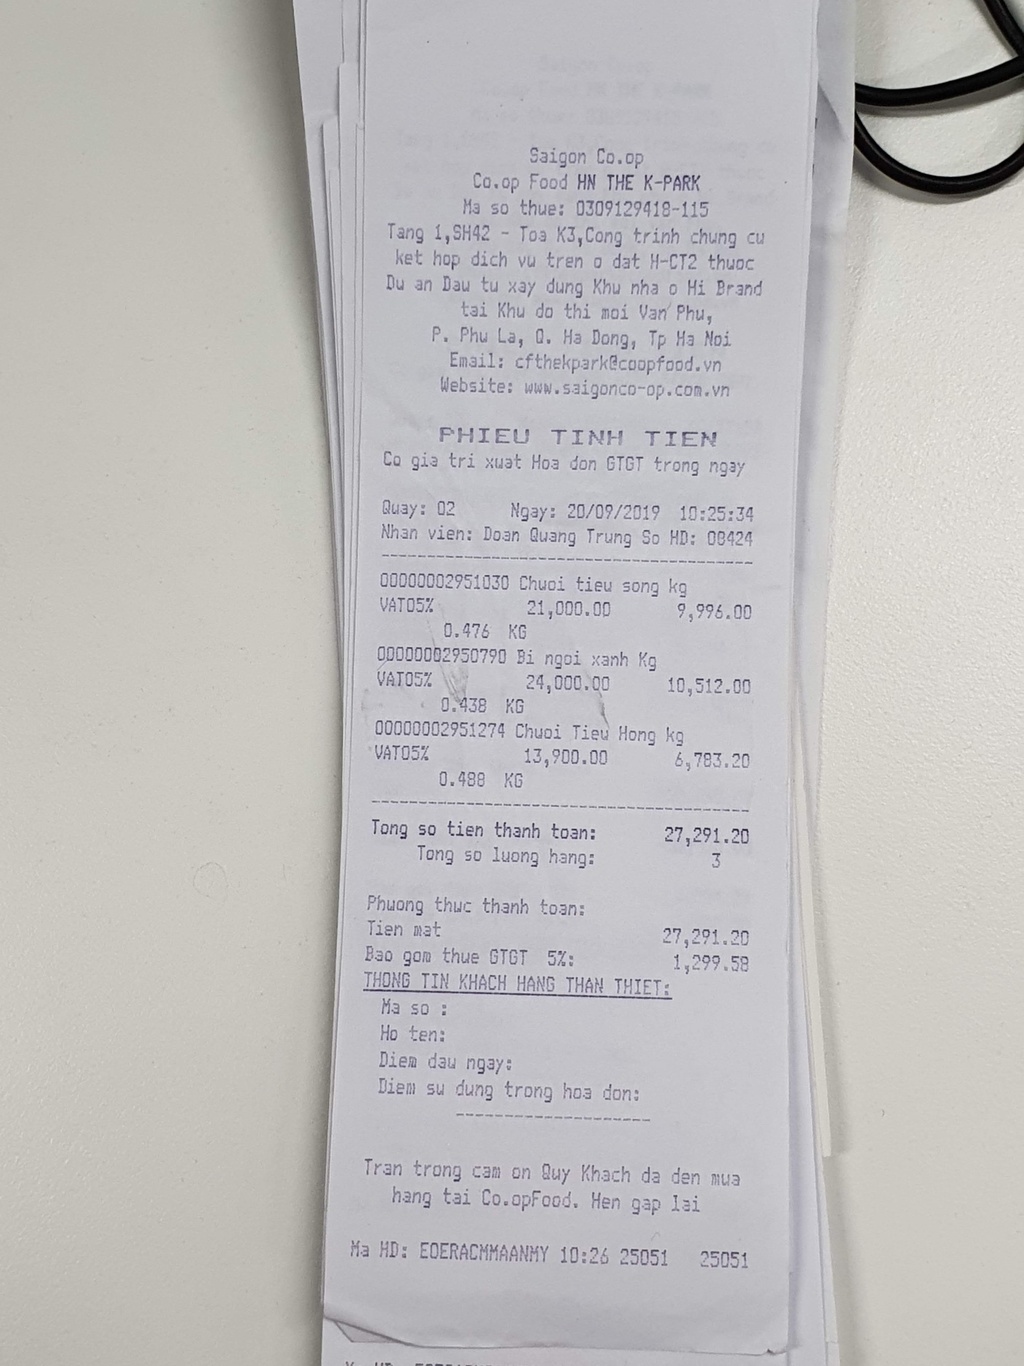 Saigon Co.op
Co.op Food HN THE K-PARK
Ma so thue: 0309129418-115
Tang 1,SH42 - Toa K3,Cong trinh chung cu
ket hop dich vu tren o dat H-CT2 thuoc
Du an Dau tu xay dung Khu nha o Hi Brand
tai Khu do thi moi Van Phu,
P. Phu La, Q. Ha Dong, Tp Ha Noi
Email: cfthekpark@coopfood.vn
Website: www.saigonco-op.com.vn
PHIEU TINH TIEN
Co gia tri xuat Hoa don GTGT trong ngay
Quay: 02 Ngay: 20/09/2019 10:25:34
Nhan vien: Doan Quang Trung So HD: 08424
00000002951030 Chuoi tieu song kg
VAT05% 21,000.00 9,996.00
0.476 KG
00000002950790 Bi ngoi xanh Kg
VAT05% 24,000.00 10,512.00
0.438 KG
00000002951274 Chuoi Tieu Hong kg
VAT05% 13,900.00 6,783.20
0.488 KG
Tong so tien thanh toan: 27,291.20
Tong so luong hang: 3
Phuong thuc thanh toan:
Tien mat 27,291.20
Bao gom thue GTGT 5%: 1,299.58
THONG TIN KHACH HANG THAN THIET:
Ma so :
Ho ten:
Diem dau ngay:
Diem su dung trong hoa don:
Tran trong cam on Quy Khach da den mua
hang tai Co.opFood. Hen gap lai
Ma HD: EOERACMMAANMY 10:26 25051 25051